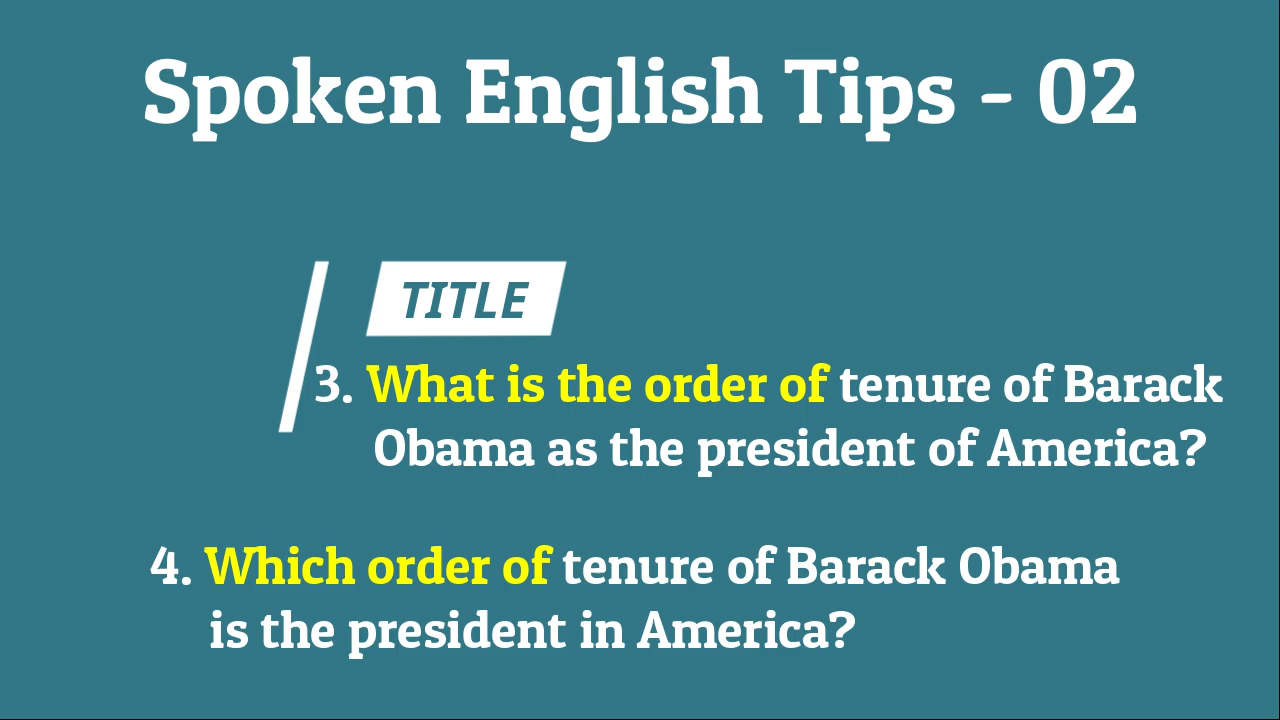 Spoken English Tips - 02
TITLE
3. What is the order of tenure of Barack
Obama as the president of America?
4. Which order of tenure of Barack Obama
is the president in America?